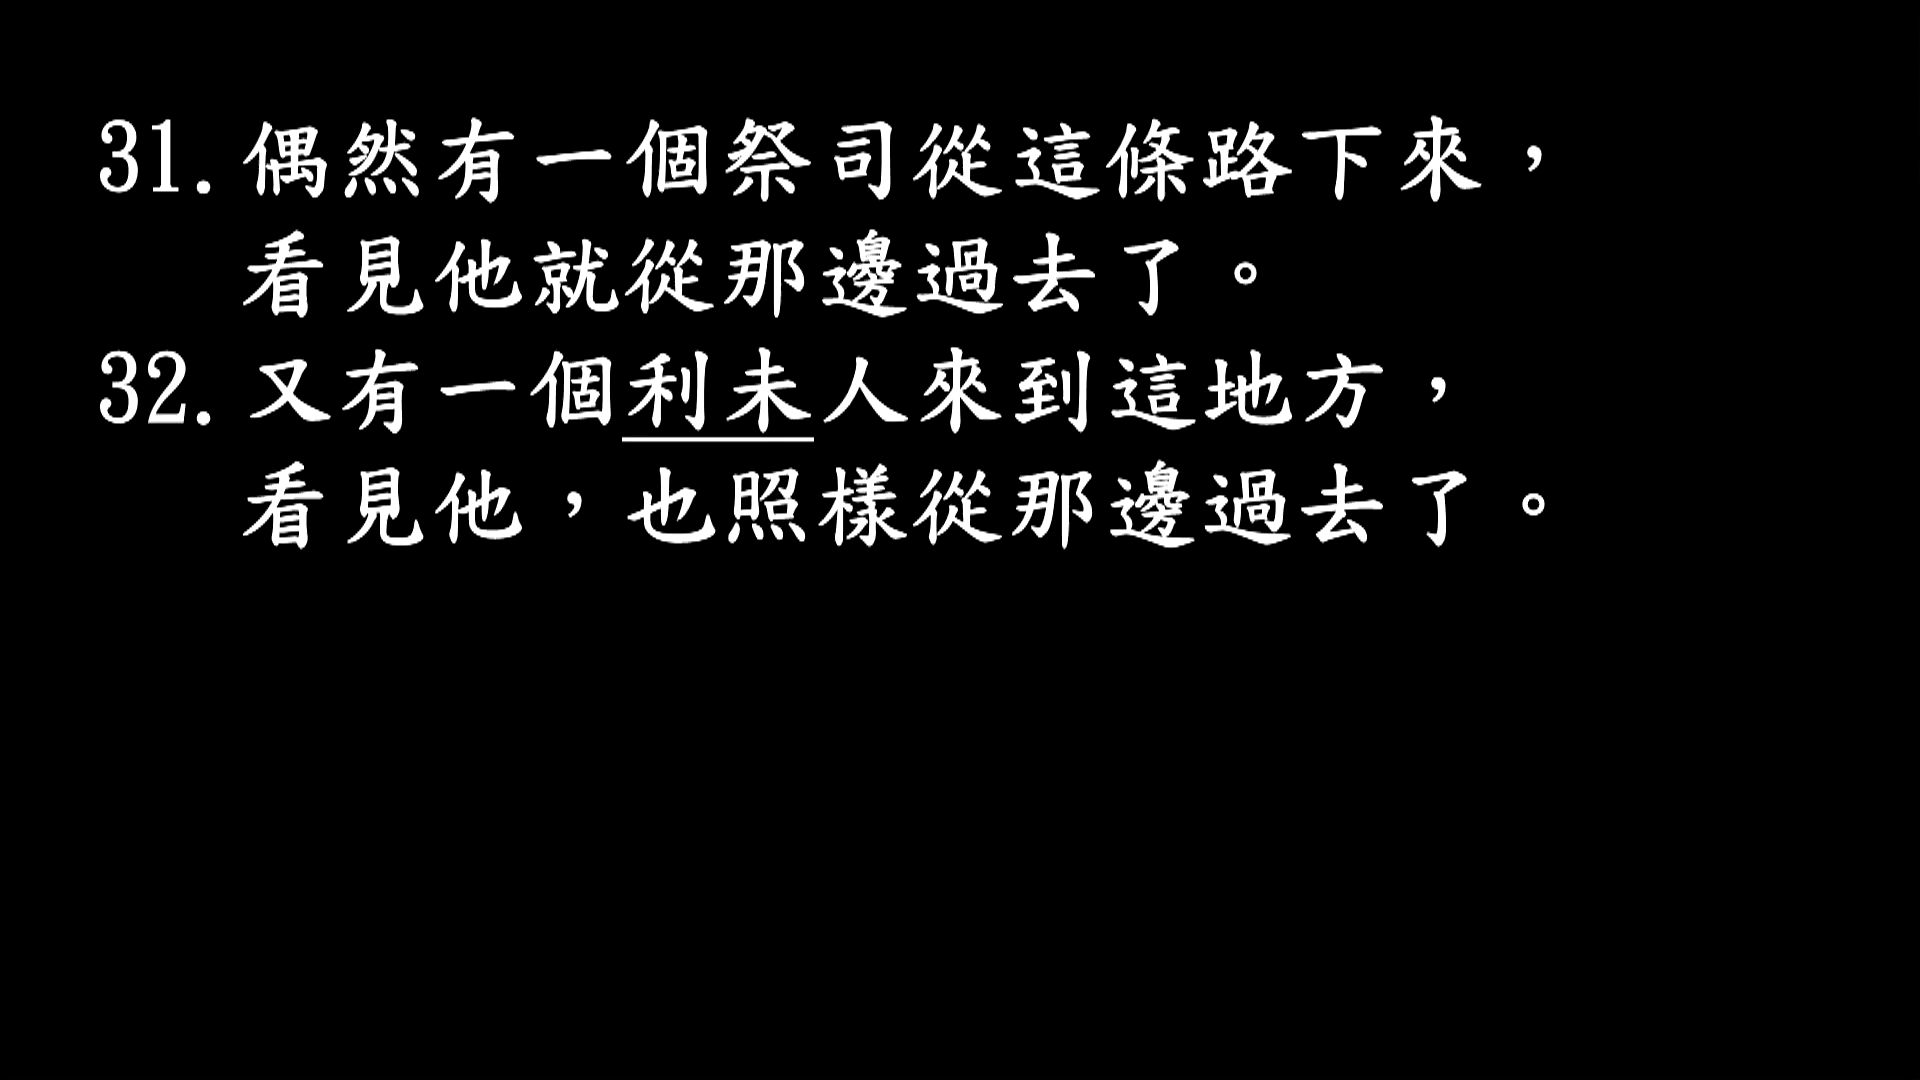 31.偶然有一個祭司從這條路下來，
看見他就從那邊過去了。
32.又有一個利未人來到這地方，
看見他，也照樣從那邊過去了。